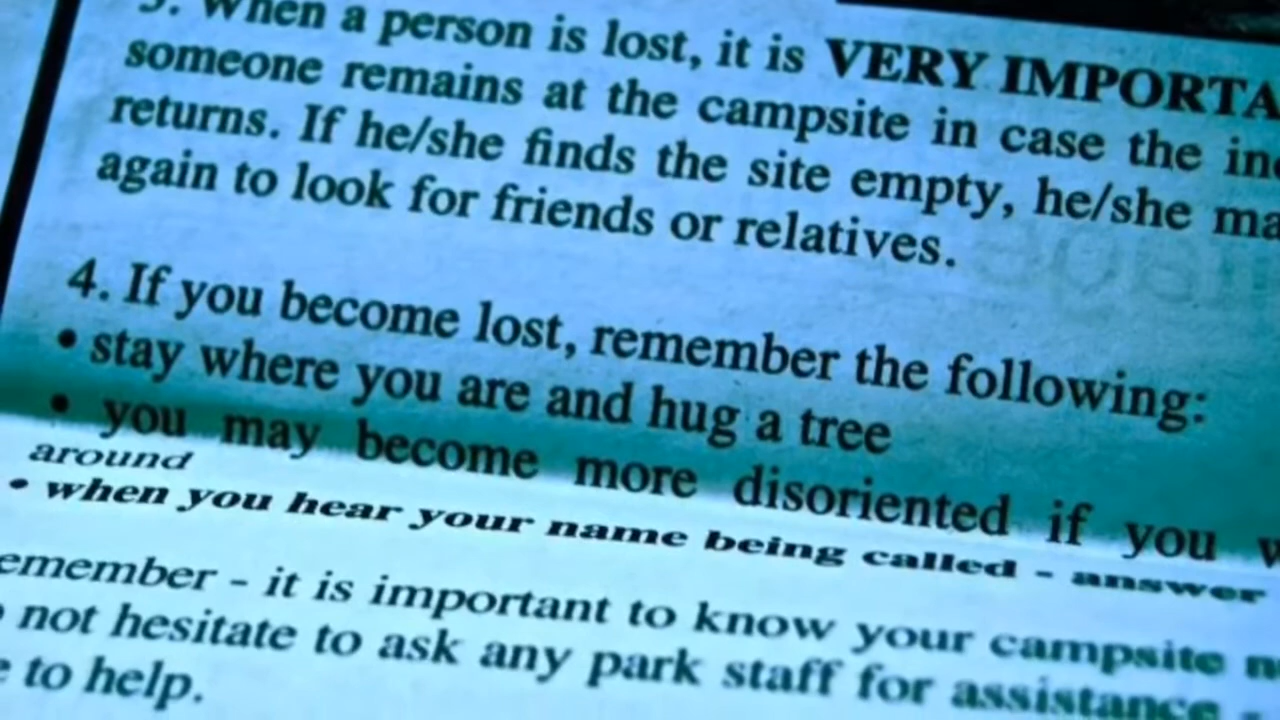 When a person is lost, it is VERY IMPORTA
someone remains at the campsite in case the in
returns. If he/she finds the site empty, he/she ma
again to look for friends or relatives.
4. If you become lost, remember the following:
• stay where you are and hug a tree
• you may become more disoriented if you w
around
• when you hear your name being called - answer
emember - it is important to know your campsite n
not hesitate to ask any park staff for assistance -
e to help.